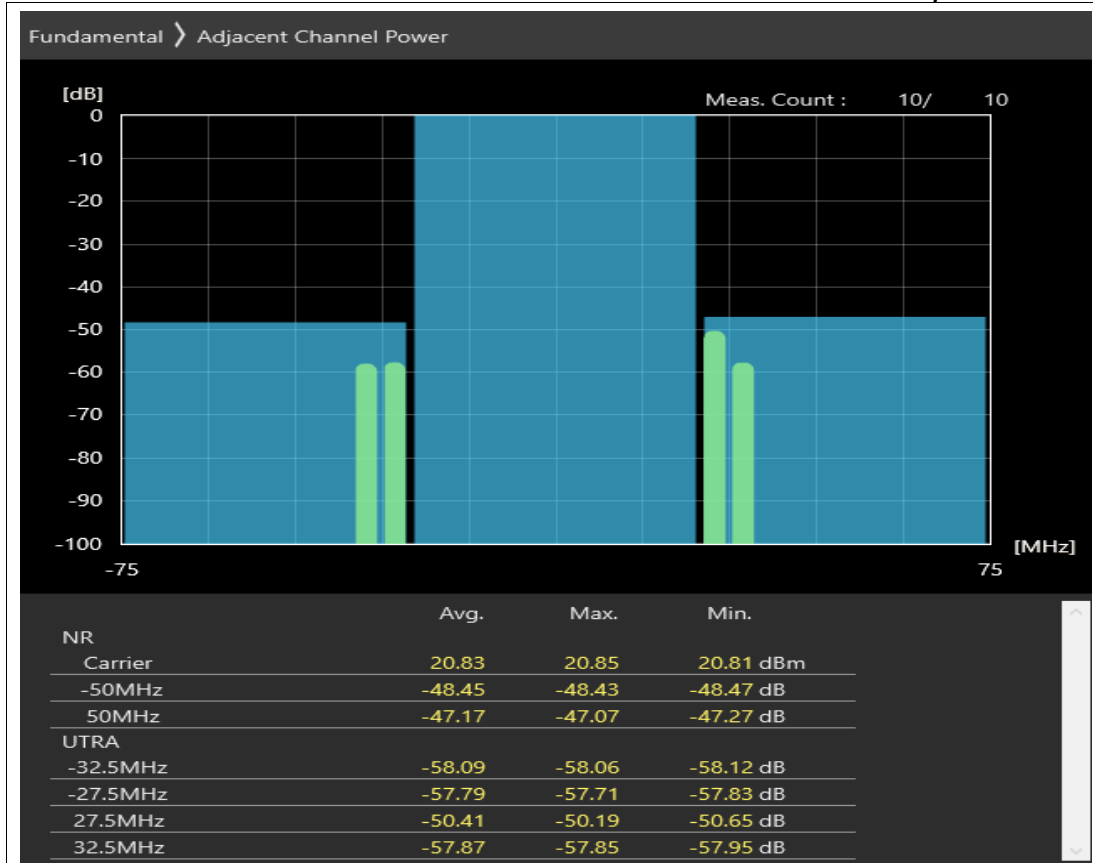 Fundamental ❯ Adjacent Channel Power
[dB]
Meas. Count : 10/ 10
0
-10
-20
-30
-40
-50
-60
-70
-80
-90
-100
[MHz]
-75 75
Avg. Max. Min.
NR
Carrier 20.83 20.85 20.81 dBm
-50MHz -48.45 -48.43 -48.47 dB
50MHz -47.17 -47.07 -47.27 dB
UTRA
-32.5MHz -58.09 -58.06 -58.12 dB
-27.5MHz -57.79 -57.71 -57.83 dB
27.5MHz -50.41 -50.19 -50.65 dB
32.5MHz -57.87 -57.85 -57.95 dB